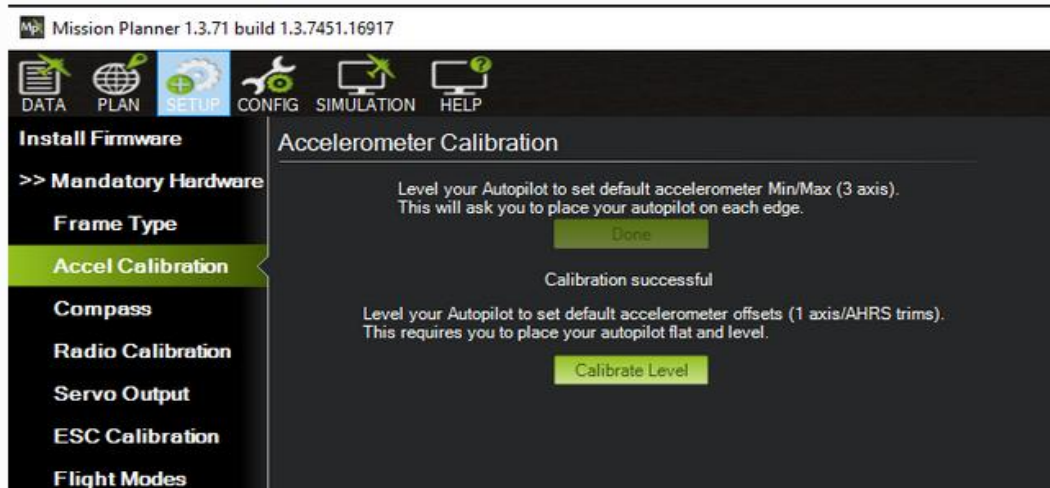 Mission Planner 1.3.71 build 1.3.7451.16917
DATA PLAN SETUP CONFIG SIMULATION HELP
Install Firmware
>> Mandatory Hardware
Frame Type
Accel Calibration
Compass
Radio Calibration
Servo Output
ESC Calibration
Flight Modes
Accelerometer Calibration
Level your Autopilot to set default accelerometer Min/Max (3 axis).
This will ask you to place your autopilot on each edge.
Done
Calibration successful
Level your Autopilot to set default accelerometer offsets (1 axis/AHRS trims).
This requires you to place your autopilot flat and level.
Calibrate Level